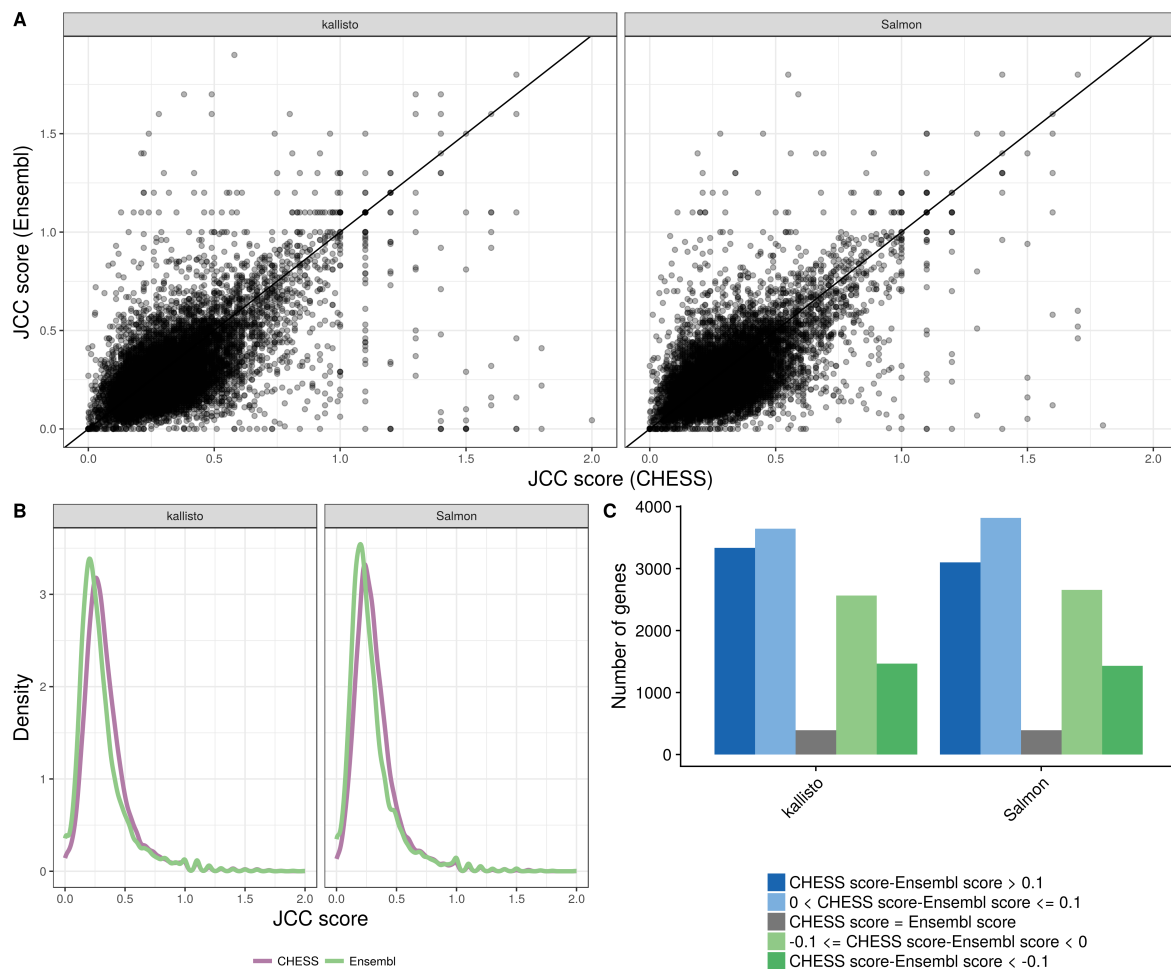 A
kallisto
Salmon
JCC score (Ensembl)
1.5
1.0
0.5
0.0
0.0 0.5 1.0 1.5 2.0
0.0 0.5 1.0 1.5 2.0
JCC score (CHESS)
B
kallisto
Salmon
Density
3
2
1
0
0.0 0.5 1.0 1.5 2.0
0.0 0.5 1.0 1.5 2.0
JCC score
CHESS Ensembl
C
Number of genes
4000
3000
2000
1000
0
kallisto
Salmon
CHESS score-Ensembl score > 0.1
0 < CHESS score-Ensembl score <= 0.1
CHESS score = Ensembl score
-0.1 <= CHESS score-Ensembl score < 0
CHESS score-Ensembl score < -0.1